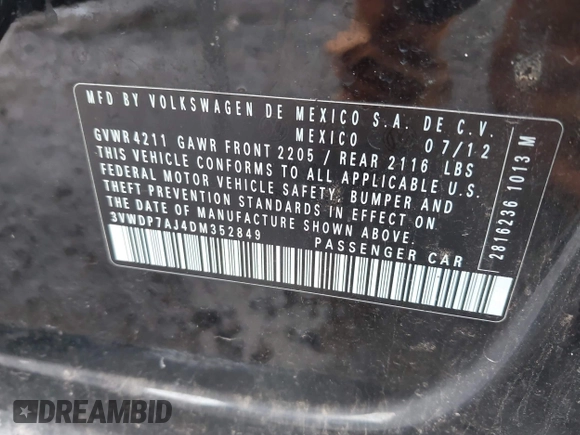 MFD BY VOLKSWAGEN DE MEXICO S.A. DE C.V.
MEXICO 07/12
GVWR 4211 GAWR FRONT 2205 / REAR 2116 LBS
THIS VEHICLE CONFORMS TO ALL APPLICABLE U.S.
FEDERAL MOTOR VEHICLE SAFETY, BUMPER AND
THEFT PREVENTION STANDARDS IN EFFECT ON
THE DATE OF MANUFACTURE SHOWN ABOVE.
3VWDP7AJ4DM352849 PASSENGER CAR
2816236 1013 M
DREAMBID